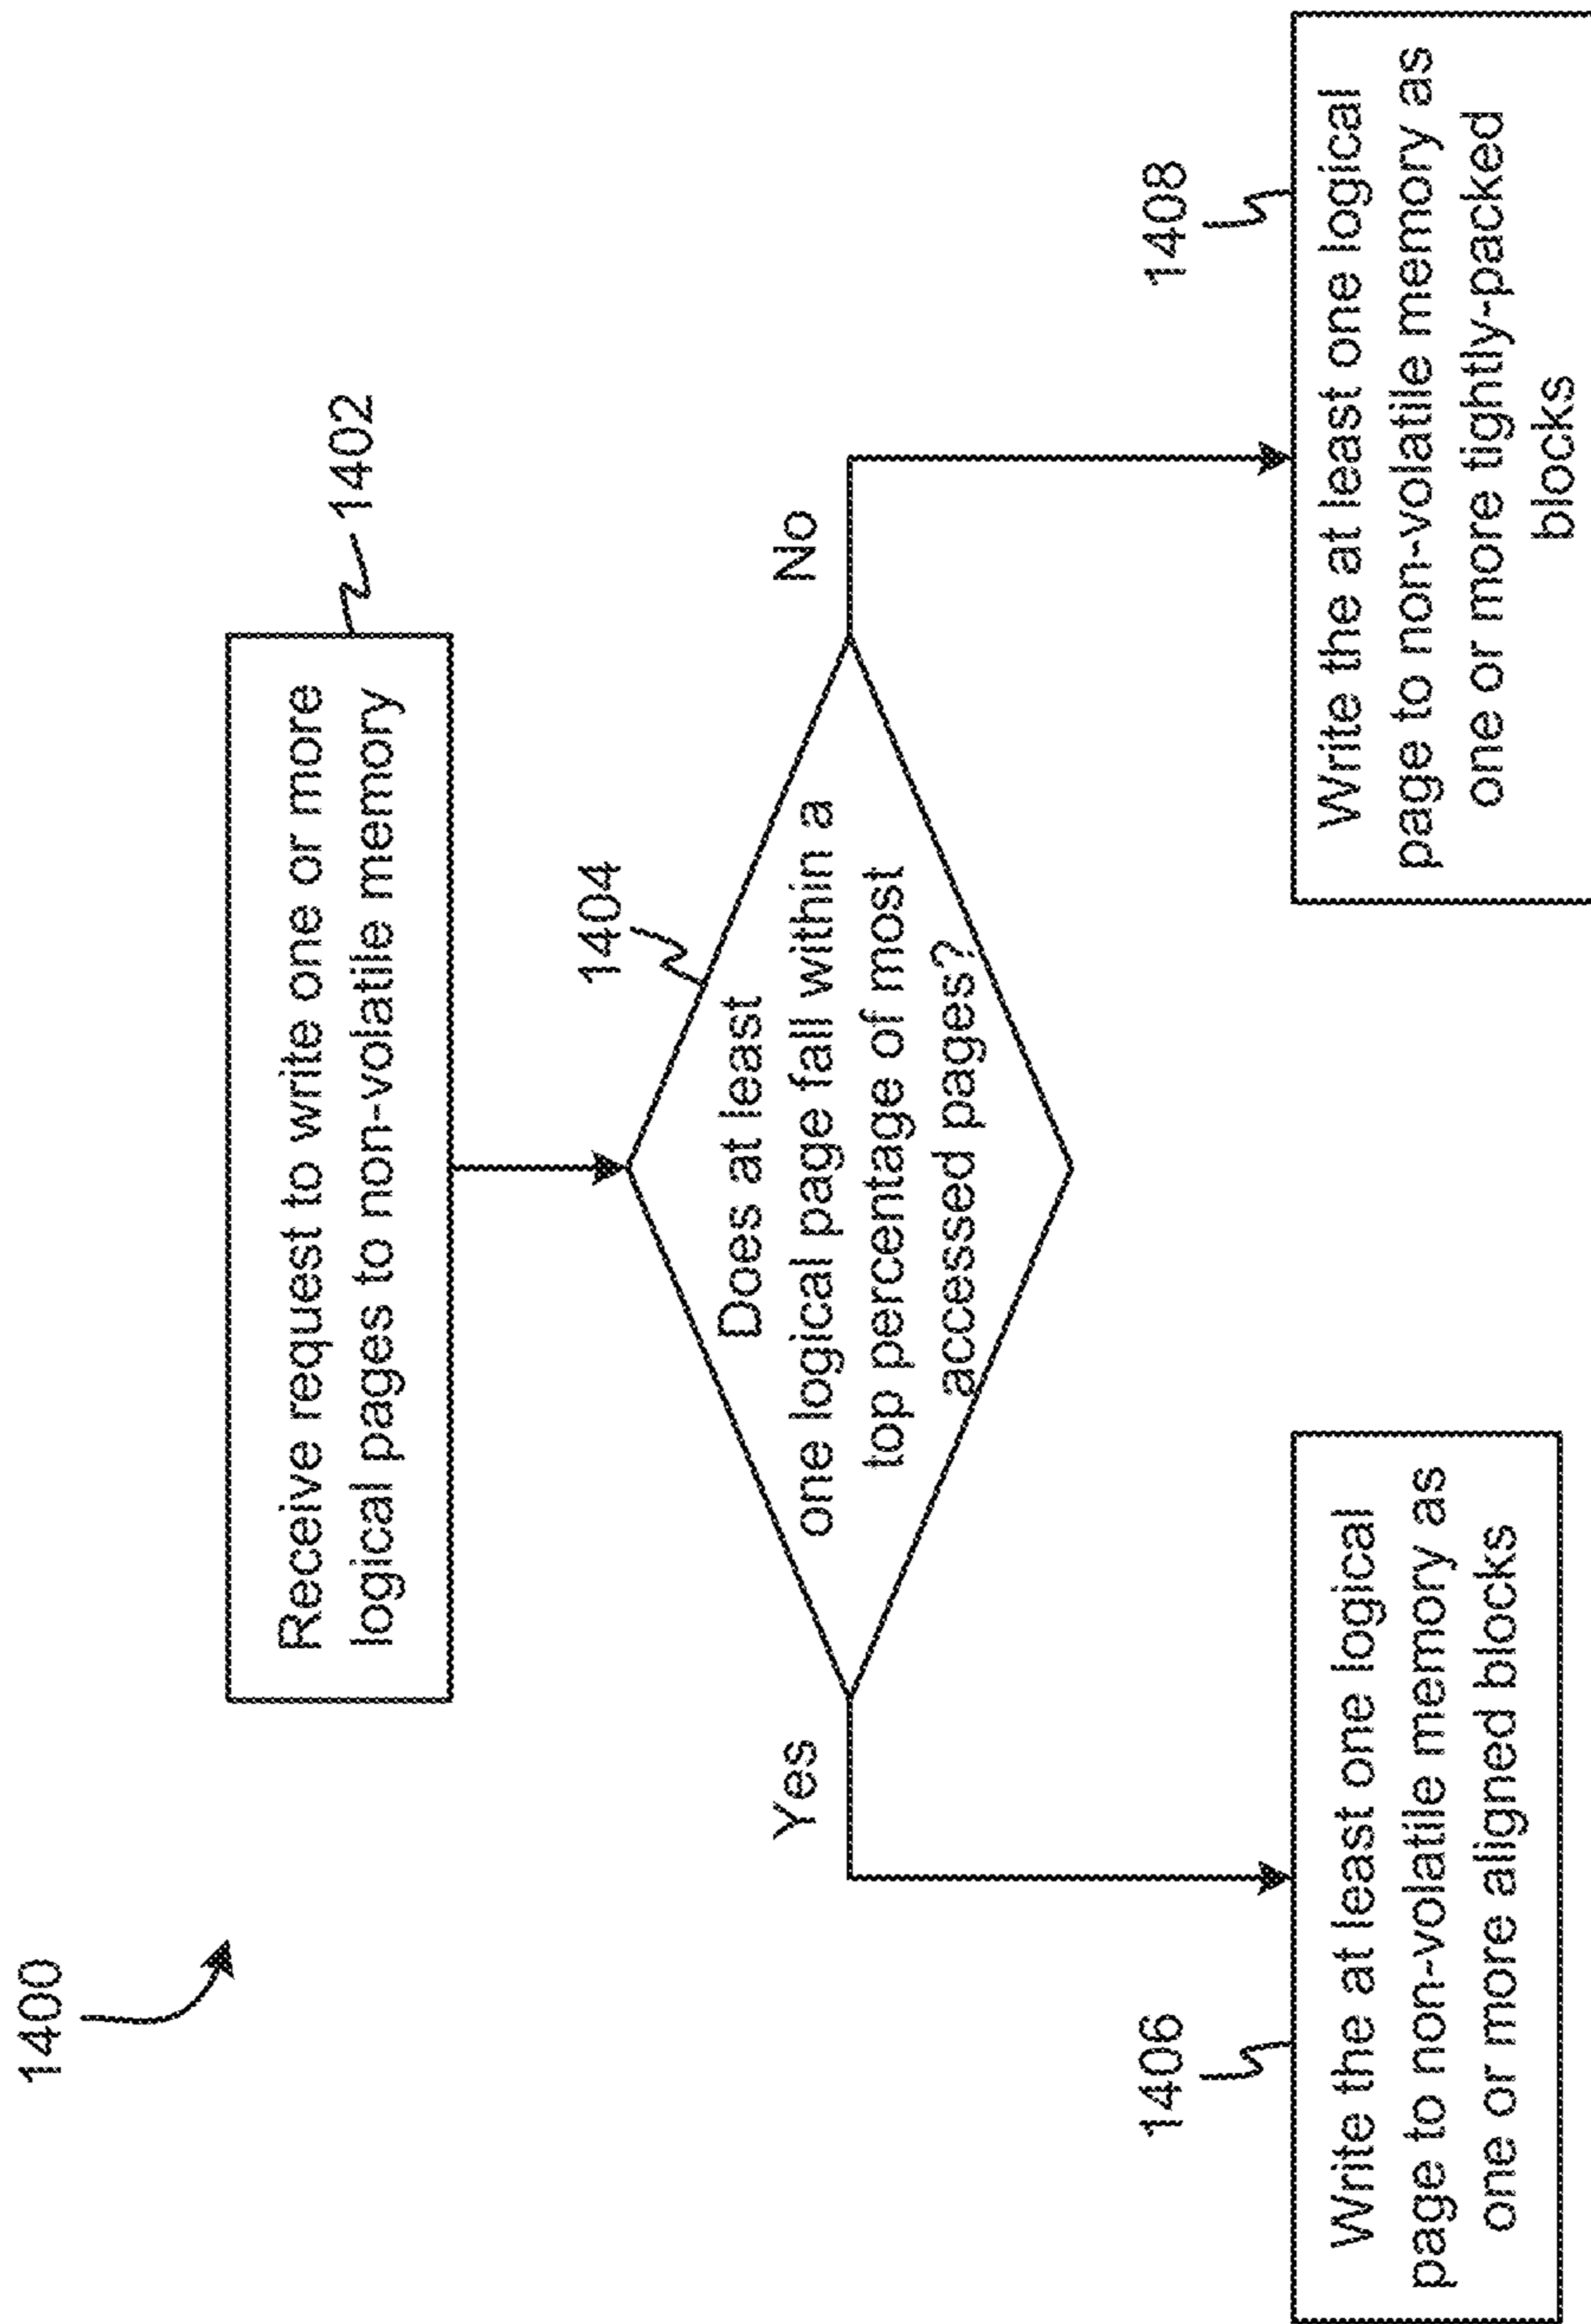 1400
Receive request to write one or more
logical pages to non-volatile memory
1402
1404
Does at least
one logical page fall within a
top percentage of most
accessed pages?
Yes
No
1406
Write the at least one logical
page to non-volatile memory as
one or more aligned blocks
1408
Write the at least one logical
page to non-volatile memory as
one or more tightly-packed
blocks